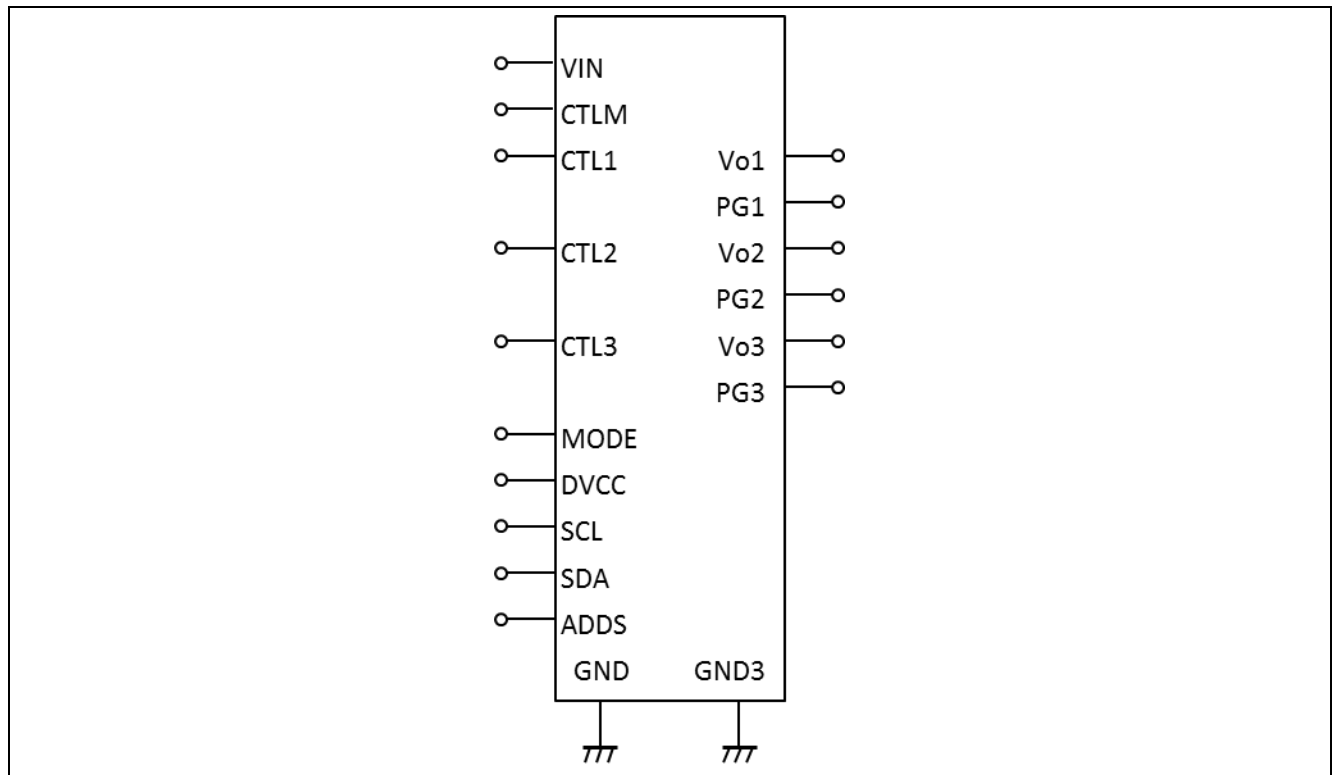 VIN
CTLM
CTL1 Vo1
PG1
CTL2 Vo2
PG2
CTL3 Vo3
PG3
MODE
DVCC
SCL
SDA
ADDS
GND GND3